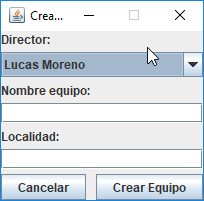 Crea...
Director:
Lucas Moreno
Nombre equipo:
Localidad:
Cancelar Crear Equipo